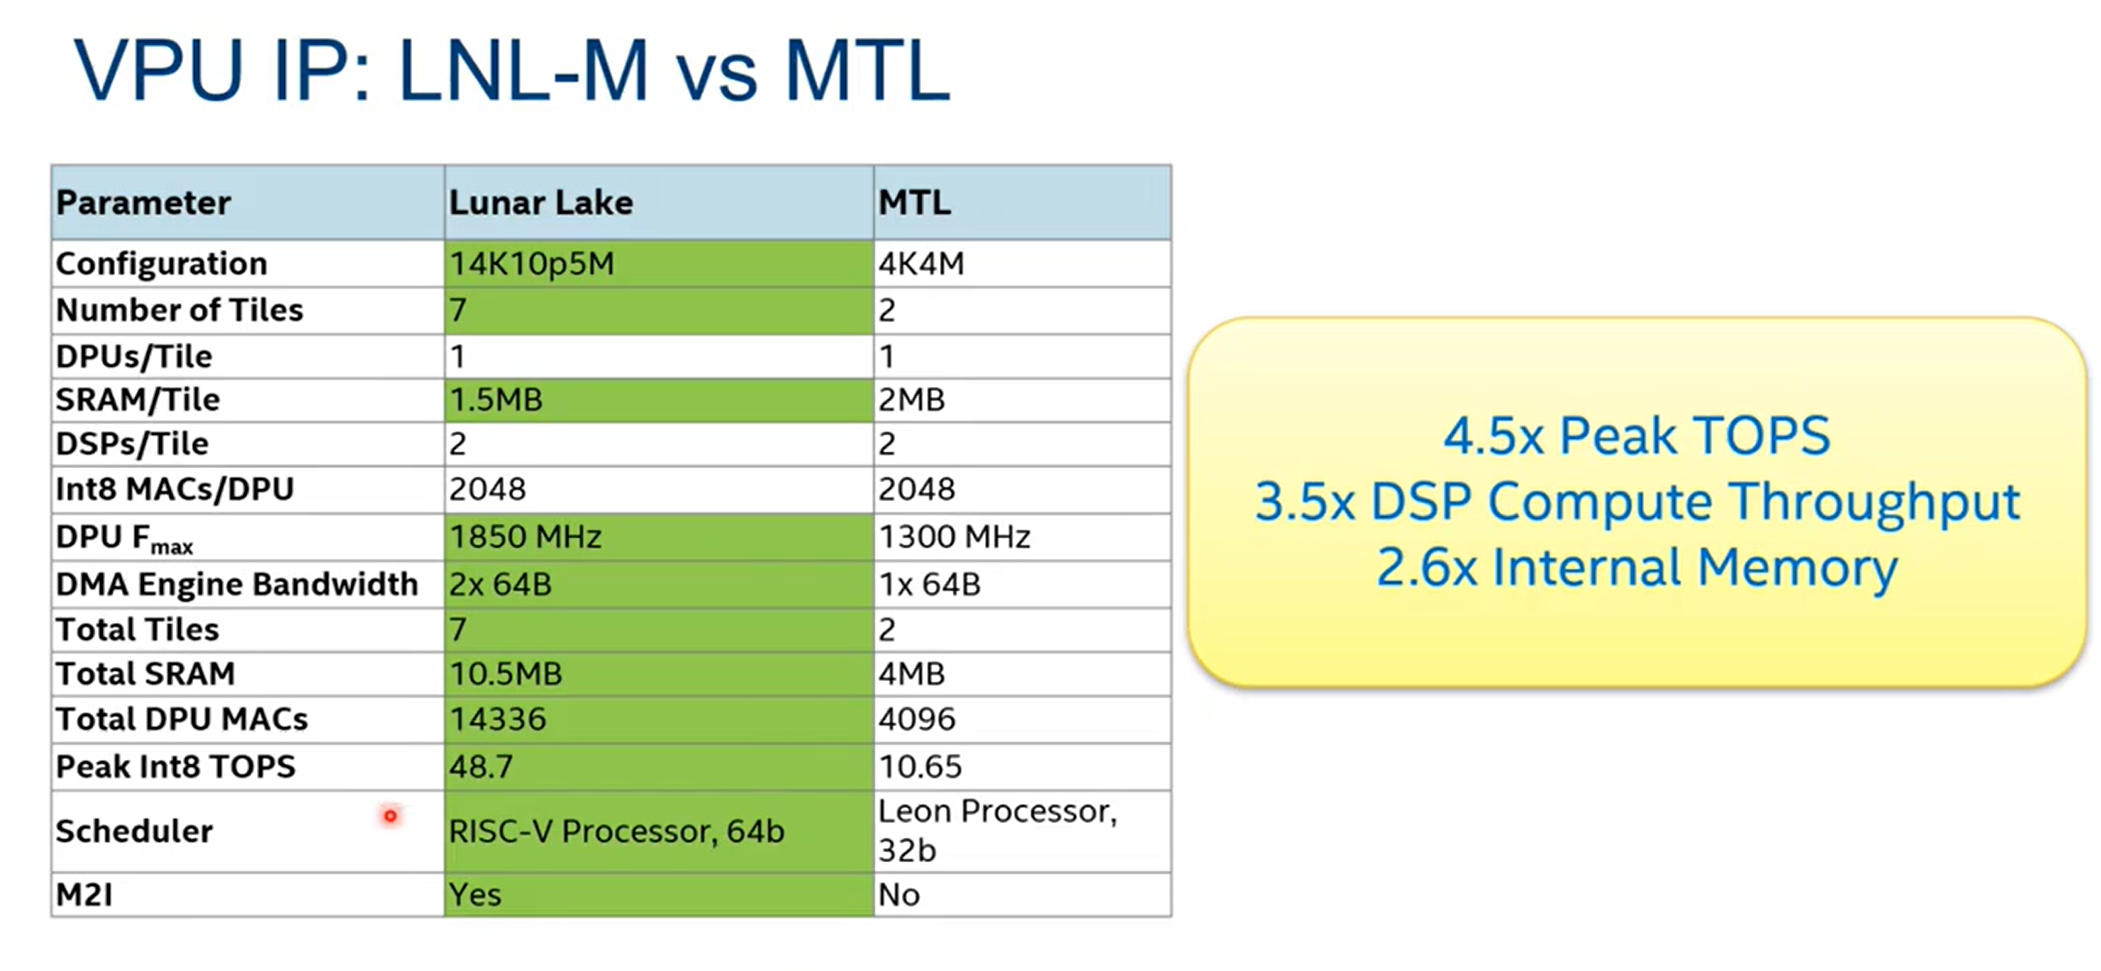 VPU IP: LNL-M vs MTL
Parameter Lunar Lake MTL
Configuration 14K10p5M 4K4M
Number of Tiles 7 2
DPUs/Tile 1 1
SRAM/Tile 1.5MB 2MB
DSPs/Tile 2 2
Int8 MACs/DPU 2048 2048
DPU Fmax 1850 MHz 1300 MHz
DMA Engine Bandwidth 2x 64B 1x 64B
Total Tiles 7 2
Total SRAM 10.5MB 4MB
Total DPU MACs 14336 4096
Peak Int8 TOPS 48.7 10.65
Scheduler RISC-V Processor, 64b Leon Processor,
32b
M2I Yes No
4.5x Peak TOPS
3.5x DSP Compute Throughput
2.6x Internal Memory